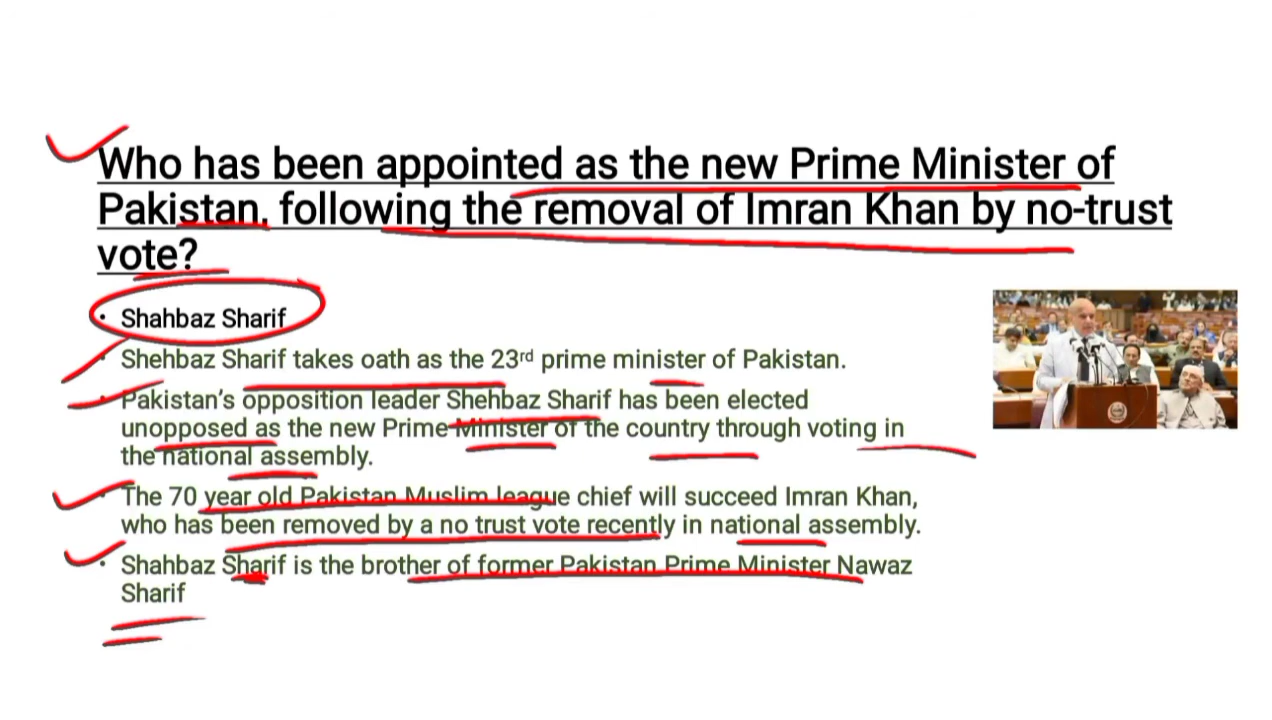 Who has been appointed as the new Prime Minister of
Pakistan, following the removal of Imran Khan by no-trust
vote?
• Shahbaz Sharif
• Shehbaz Sharif takes oath as the 23rd prime minister of Pakistan.
• Pakistan's opposition leader Shehbaz Sharif has been elected
unopposed as the new Prime Minister of the country through voting in
the national assembly.
• The 70 year old Pakistan Muslim league chief will succeed Imran Khan,
who has been removed by a no trust vote recently in national assembly.
• Shahbaz Sharif is the brother of former Pakistan Prime Minister Nawaz
Sharif